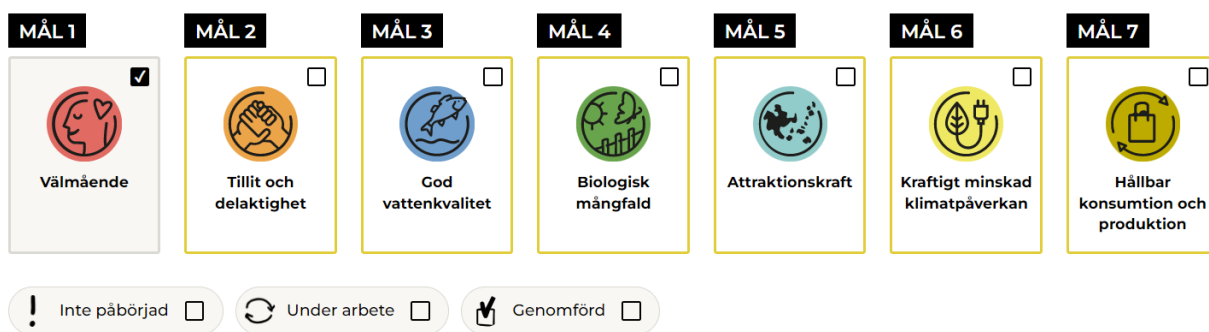 MÅL 1
MÅL 2
MÅL 3
MÅL 4
MÅL 5
MÅL 6
MÅL 7
Välmående
Tillit och
delaktighet
God
vattenkvalitet
Biologisk
mångfald
Attraktionskraft
Kraftigt minskad
klimatpåverkan
Hållbar
konsumtion och
produktion
Inte påbörjad
Under arbete
Genomförd